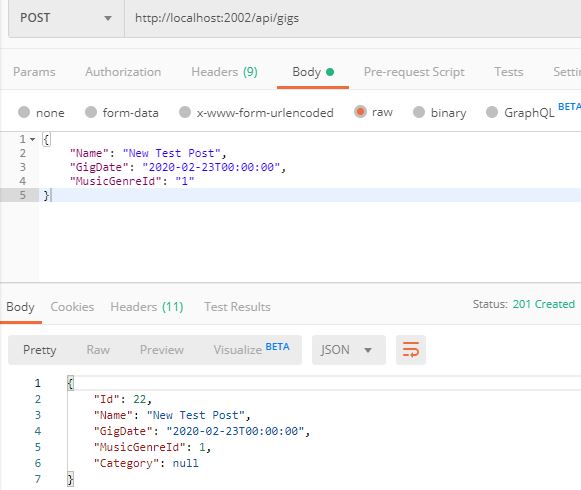 POST http://localhost:2002/api/gigs
Params Authorization Headers (9) Body Pre-request Script Tests Settin
none form-data x-www-form-urlencoded raw binary GraphQL BETA
1 {
2 "Name": "New Test Post",
3 "GigDate": "2020-02-23T00:00:00",
4 "MusicGenreId": "1"
5 }
Body Cookies Headers (11) Test Results Status: 201 Created
Pretty Raw Preview Visualize BETA JSON
1 {
2 "Id": 22,
3 "Name": "New Test Post",
4 "GigDate": "2020-02-23T00:00:00",
5 "MusicGenreId": 1,
6 "Category": null
7 }